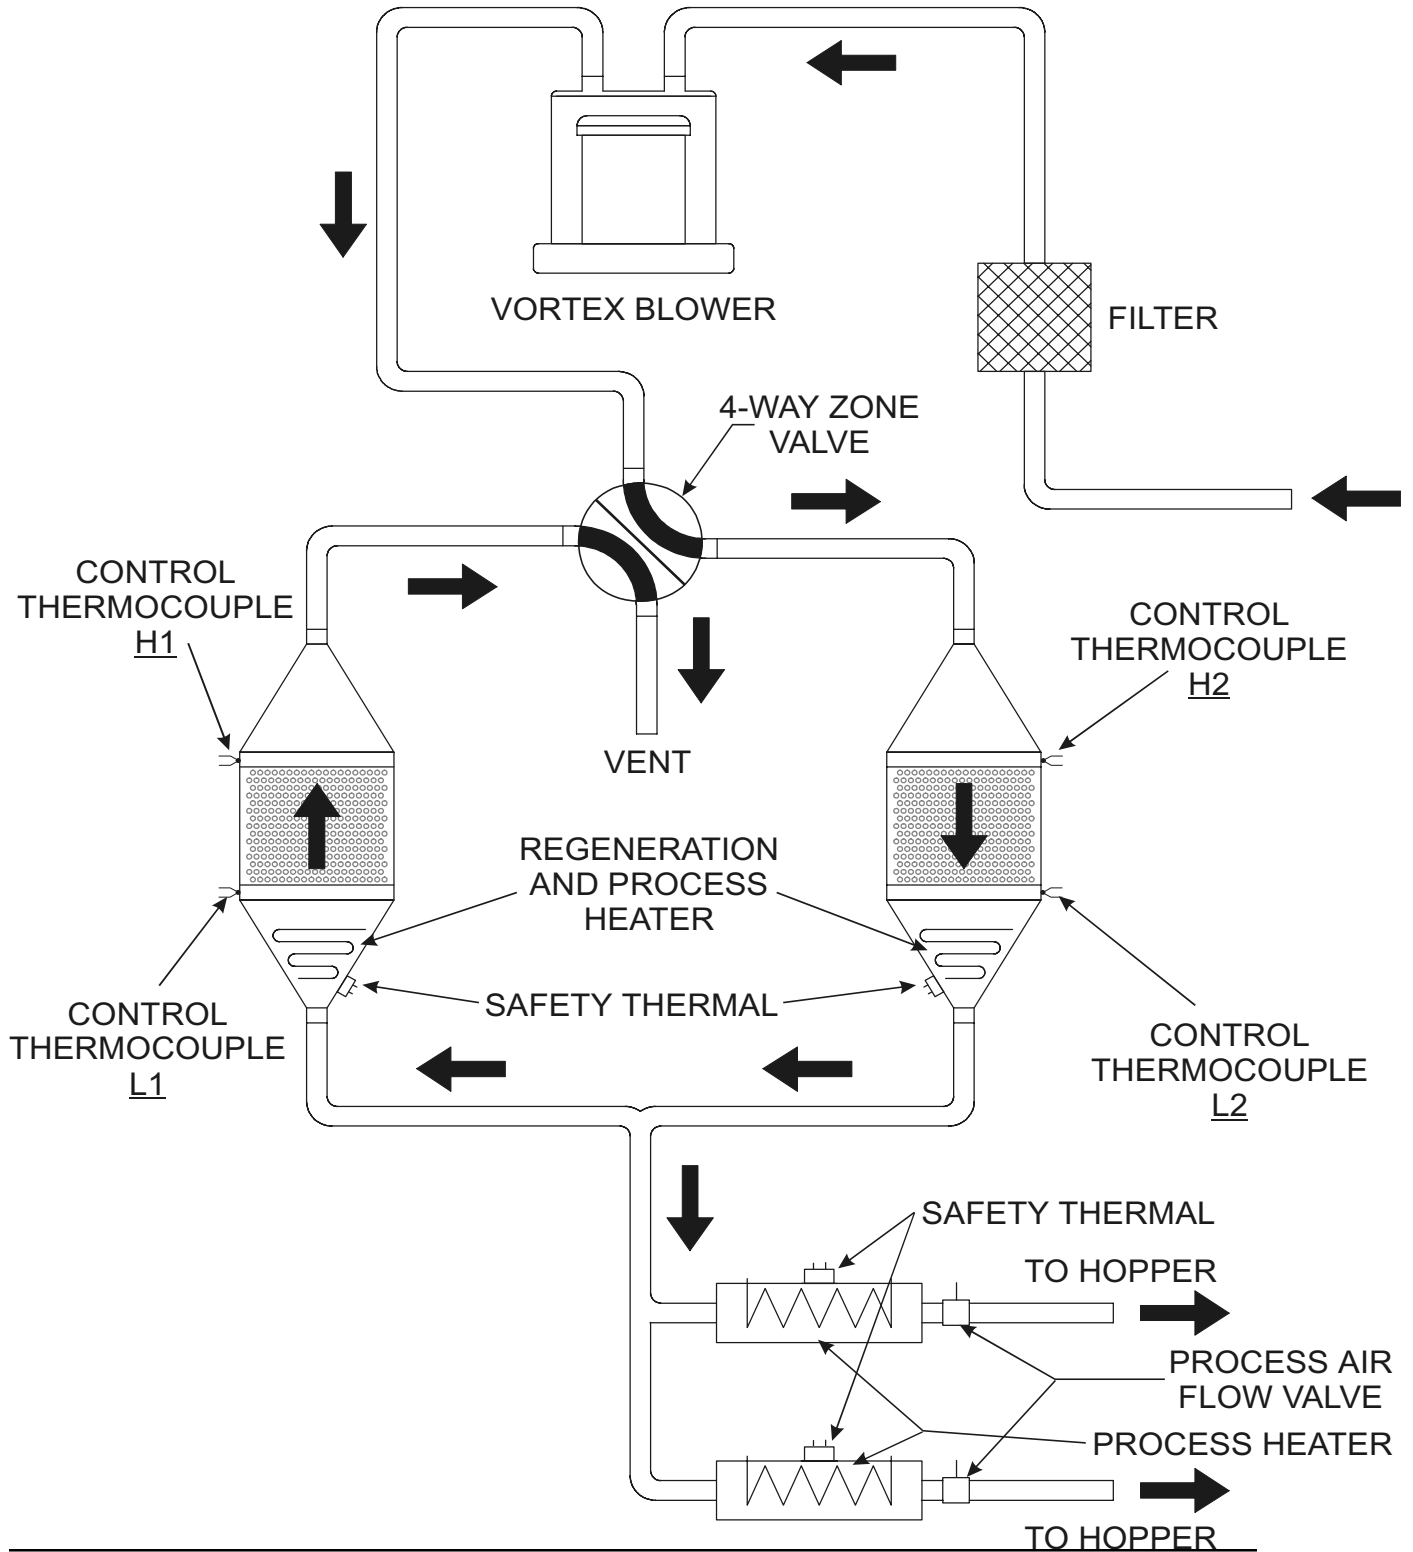 VORTEX BLOWER
FILTER
4-WAY ZONE
VALVE
CONTROL
THERMOCOUPLE
H1
CONTROL
THERMOCOUPLE
H2
VENT
REGENERATION
AND PROCESS
HEATER
SAFETY THERMAL
CONTROL
THERMOCOUPLE
L1
CONTROL
THERMOCOUPLE
L2
SAFETY THERMAL
TO HOPPER
PROCESS AIR
FLOW VALVE
PROCESS HEATER
TO HOPPER